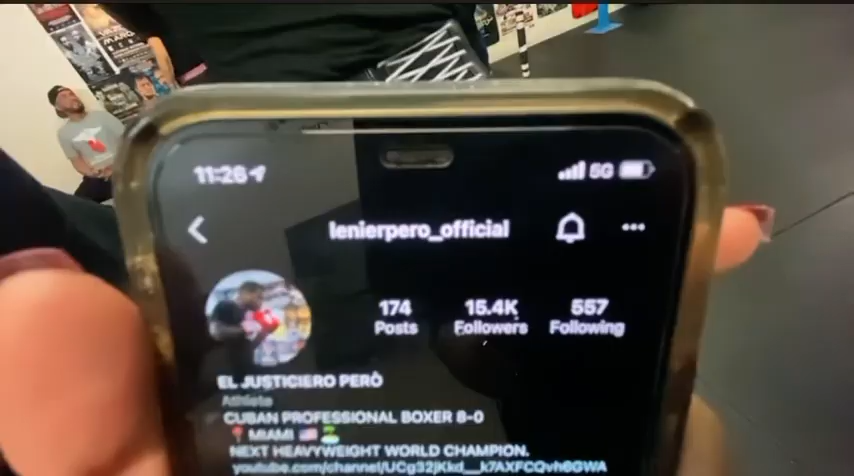 11:26
5G
lenierpero_official
174 15.4K 557
Posts Followers Following
EL JUSTICIERO PERÒ
Athlete
CUBAN PROFESSIONAL BOXER 8-0
MIAMI
NEXT HEAVYWEIGHT WORLD CHAMPION.